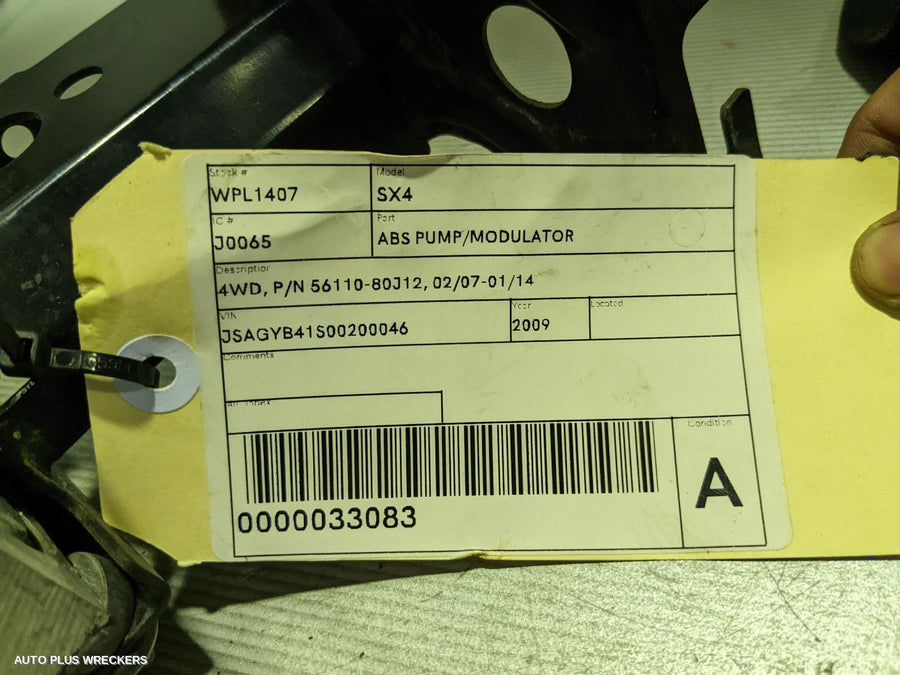 Stock # Model
WPL1407 SX4
IC # Part
J0065 ABS PUMP/MODULATOR
Description
4WD, P/N 56110-80J12, 02/07-01/14
VIN Year Located
JSAGYB41S00200046 2009
Comments
Condition
A
0000033083
AUTO PLUS WRECKERS